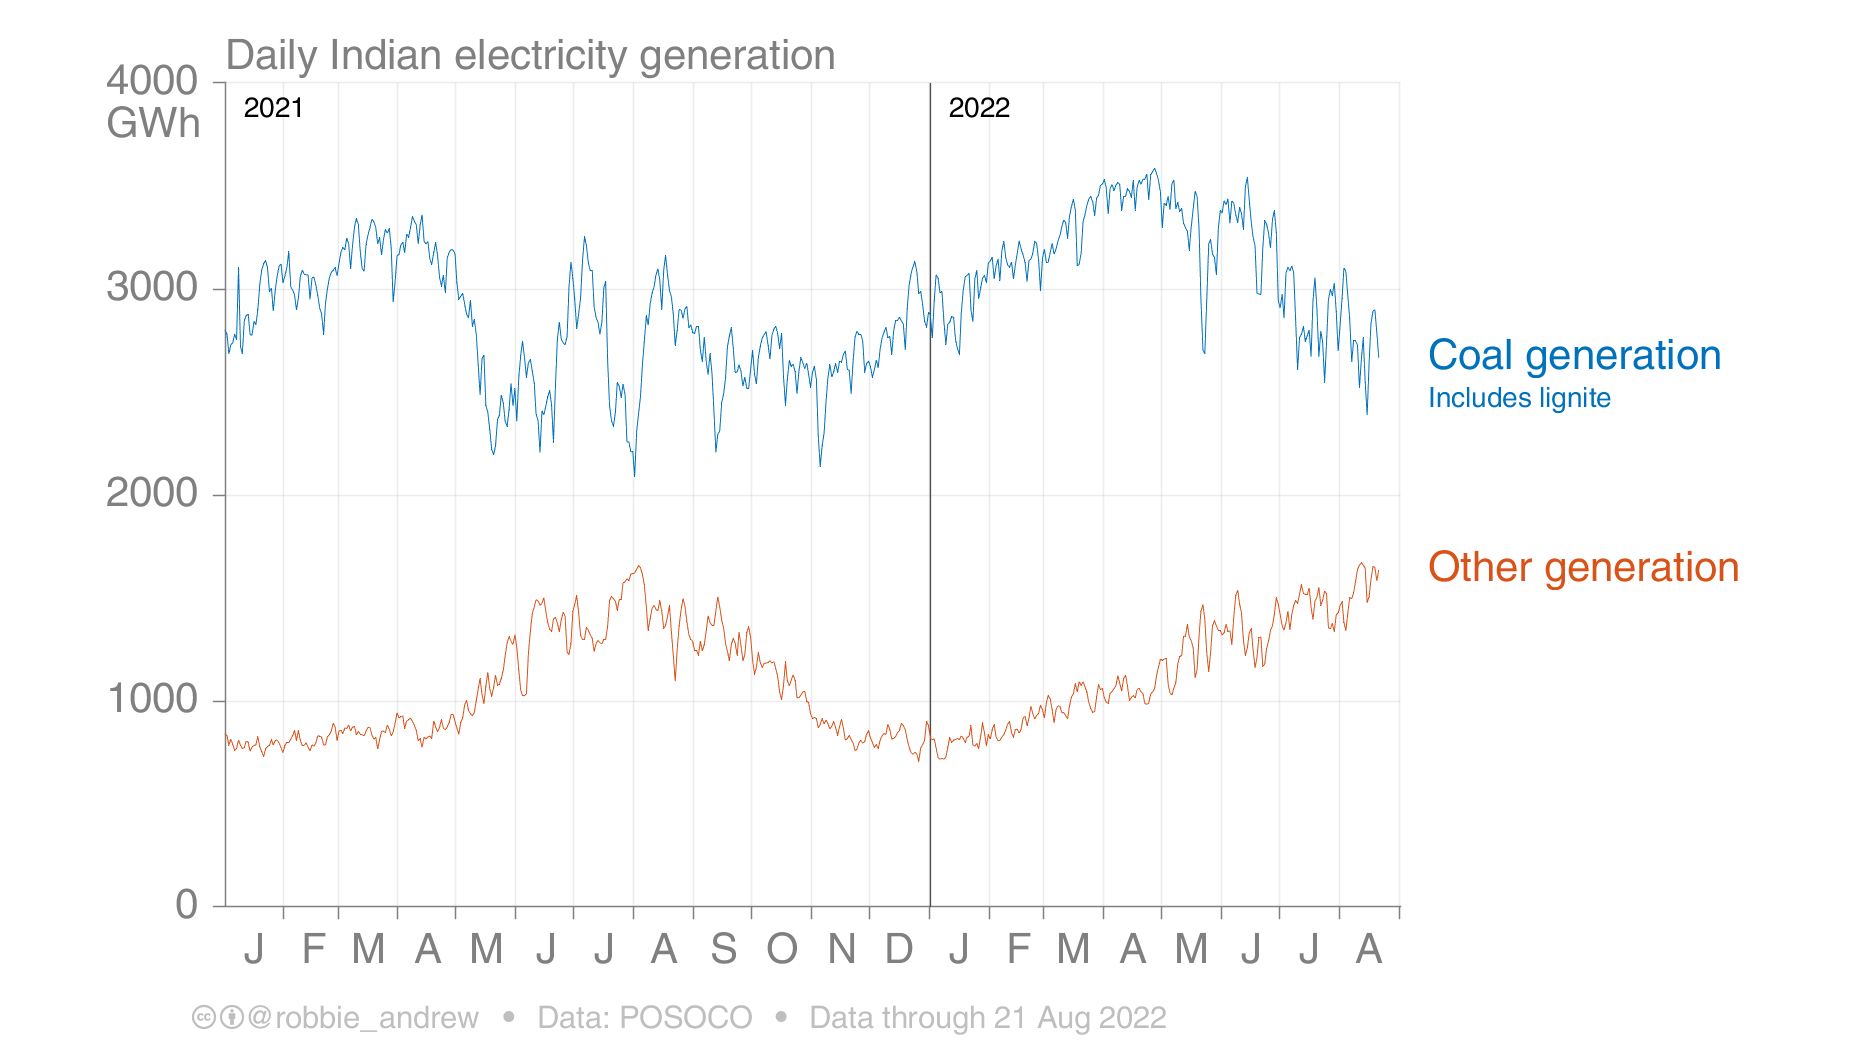 Daily Indian electricity generation
4000
GWh
2021
2022
3000
Coal generation
Includes lignite
2000
Other generation
1000
0
J F M A M J J A S O N D J F M A M J J A
@robbie_andrew • Data: POSOCO • Data through 21 Aug 2022